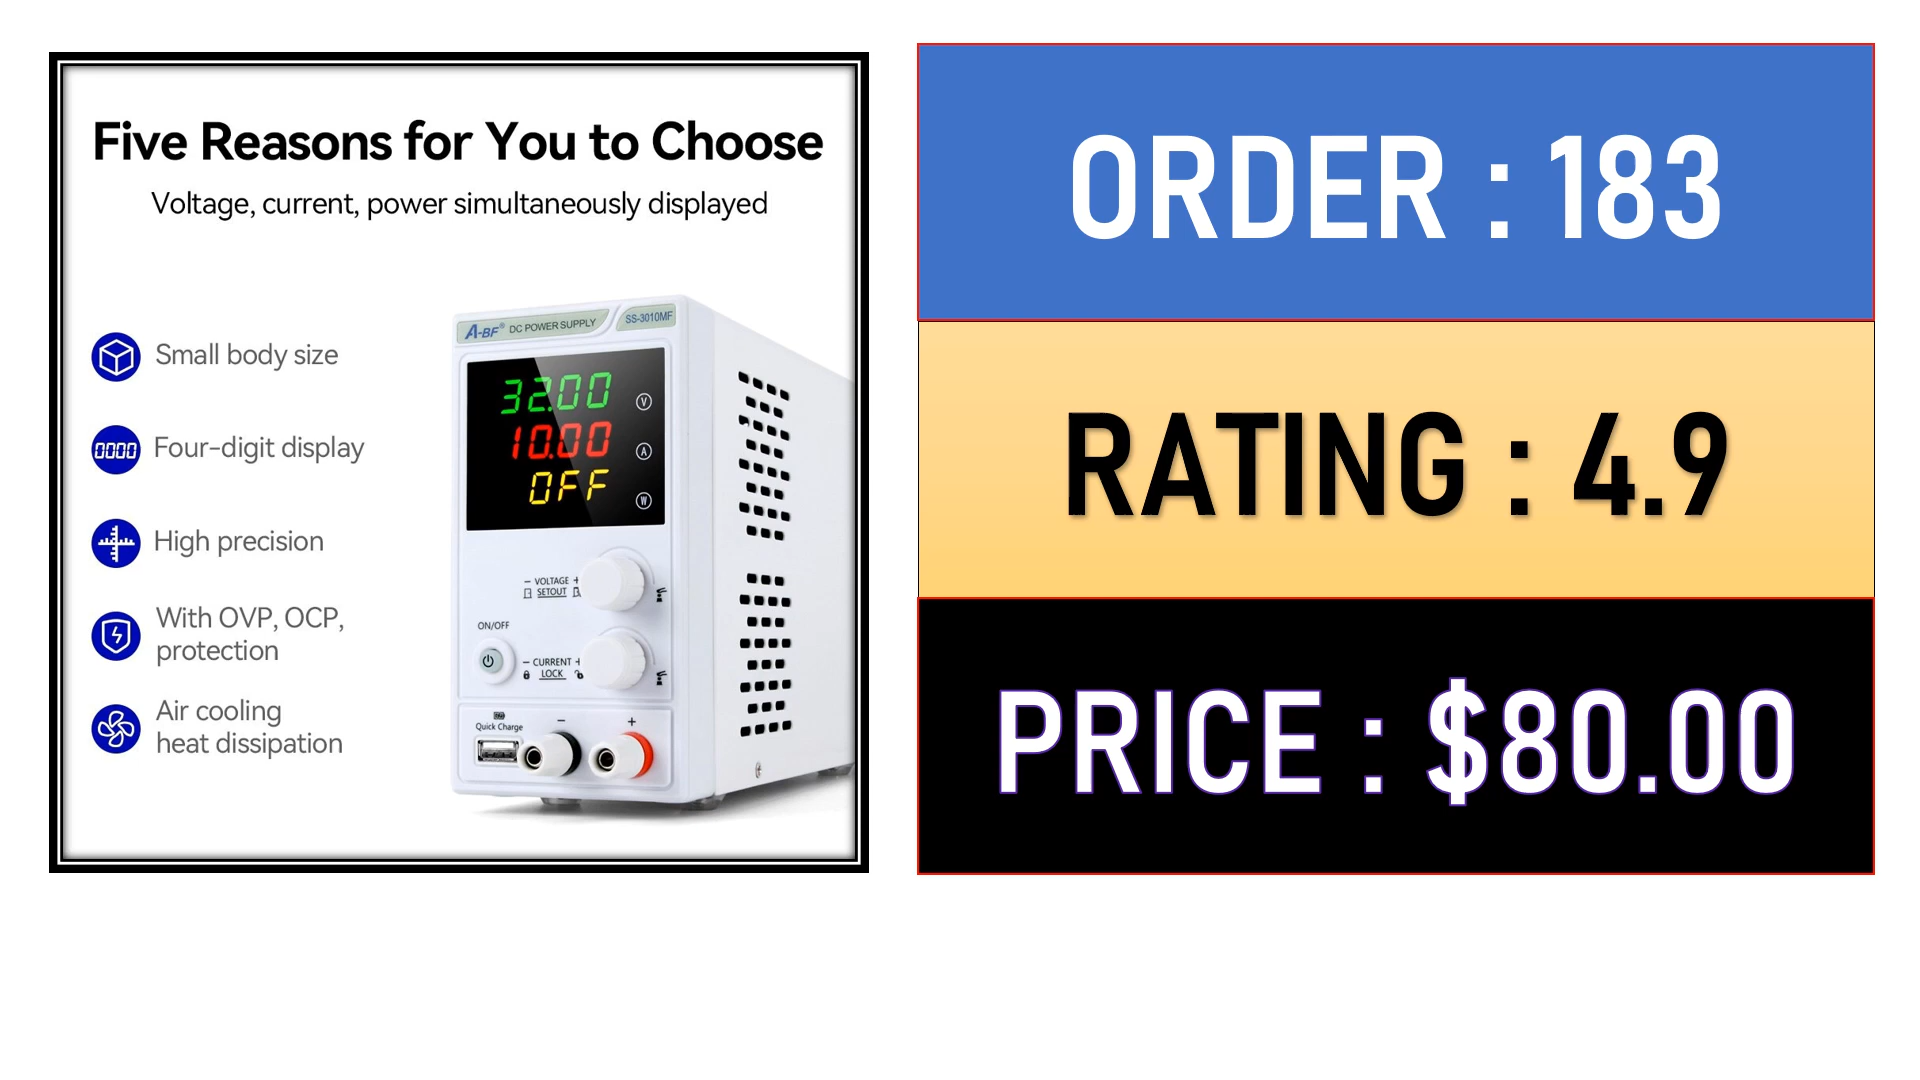 Five Reasons for You to Choose
Voltage, current, power simultaneously displayed
Small body size
0000
Four-digit display
High precision
With OVP, OCP,
protection
Air cooling
heat dissipation
A-BF® DC POWER SUPPLY SS-3010MF
32.00 V
10.00 A
OFF W
− VOLTAGE +
SETOUT
ON/OFF
− CURRENT +
LOCK
Quick Charge − +
ORDER : 183
RATING : 4.9
PRICE : $80.00